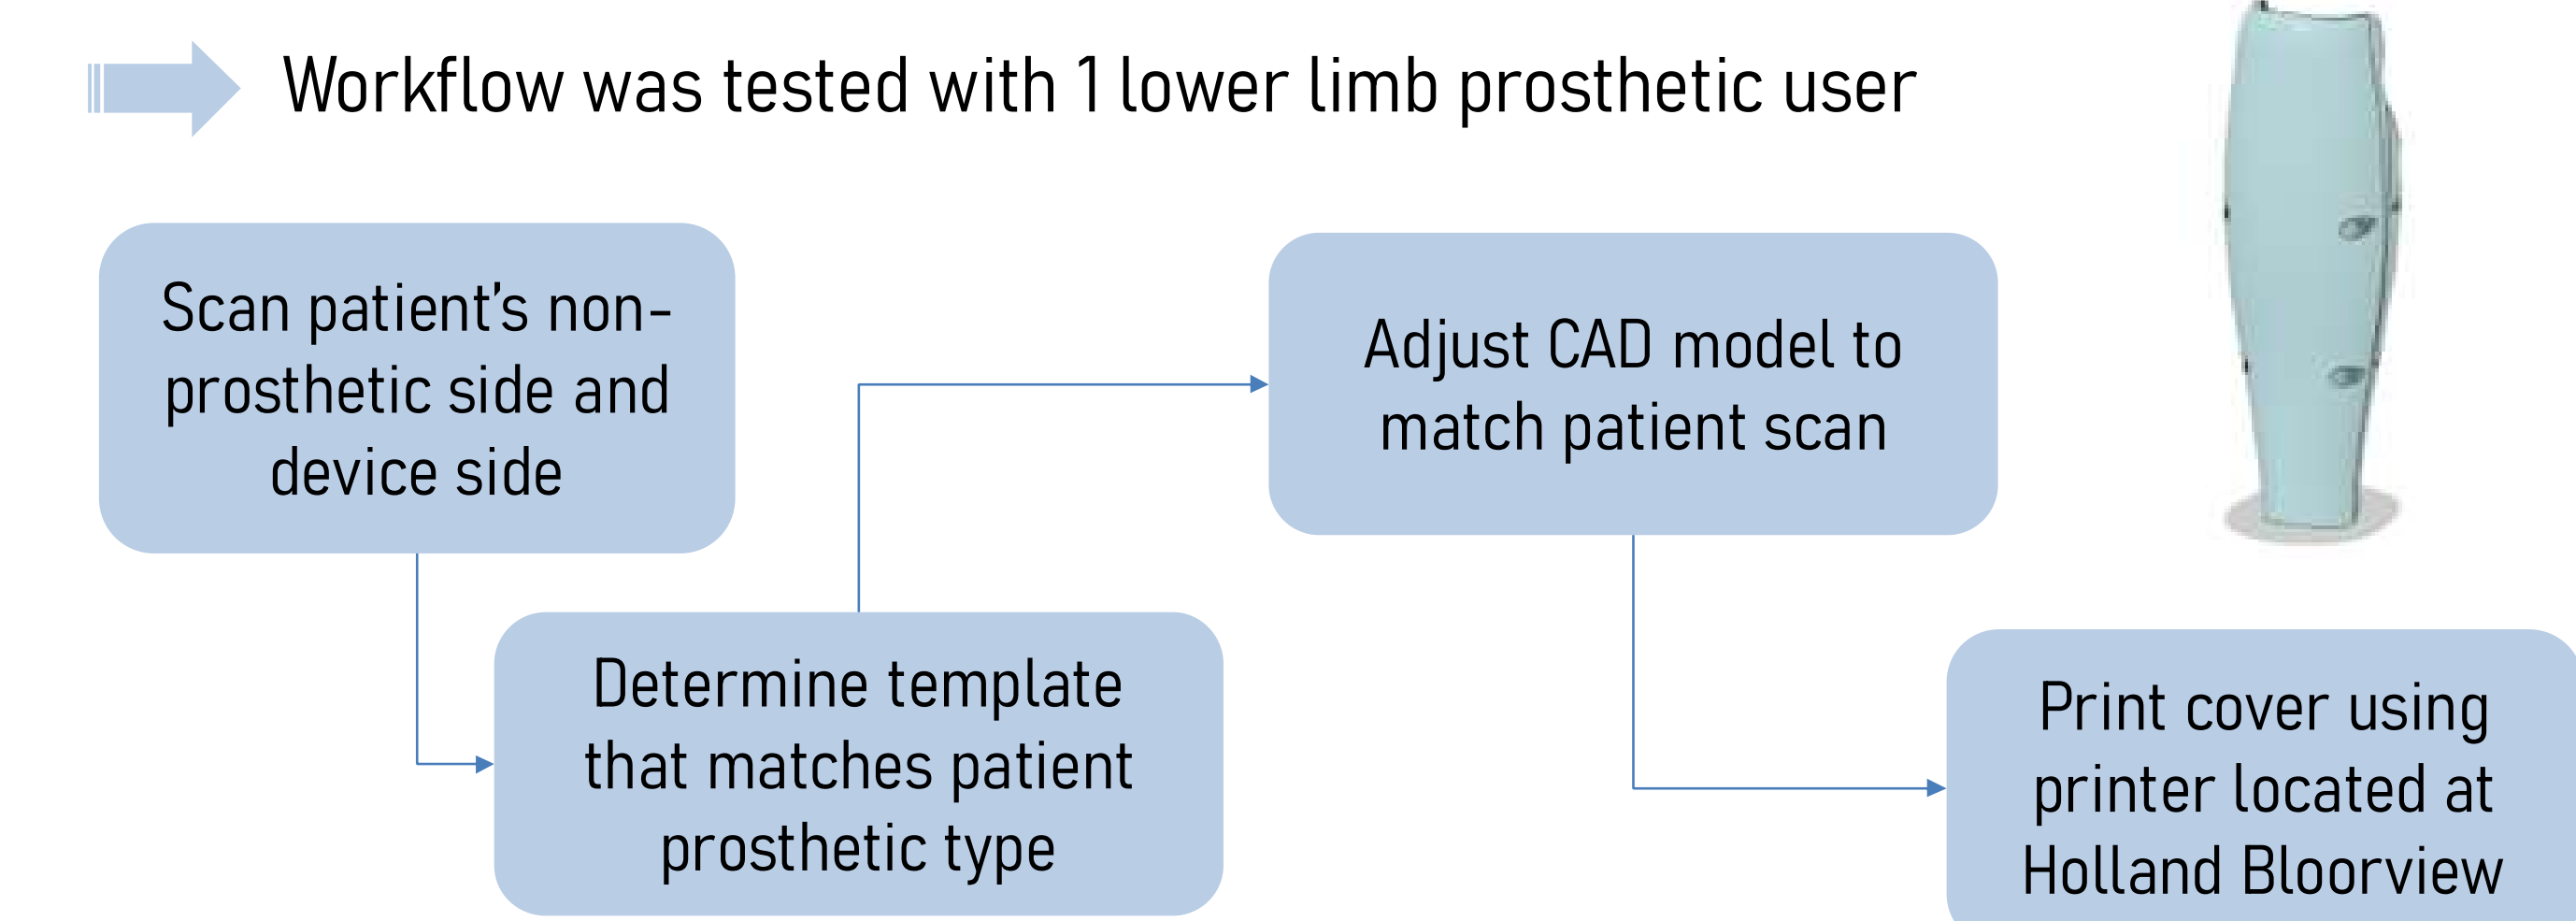 Workflow was tested with 1 lower limb prosthetic user
Scan patient’s non-
prosthetic side and
device side
Determine template
that matches patient
prosthetic type
Adjust CAD model to
match patient scan
Print cover using
printer located at
Holland Bloorview